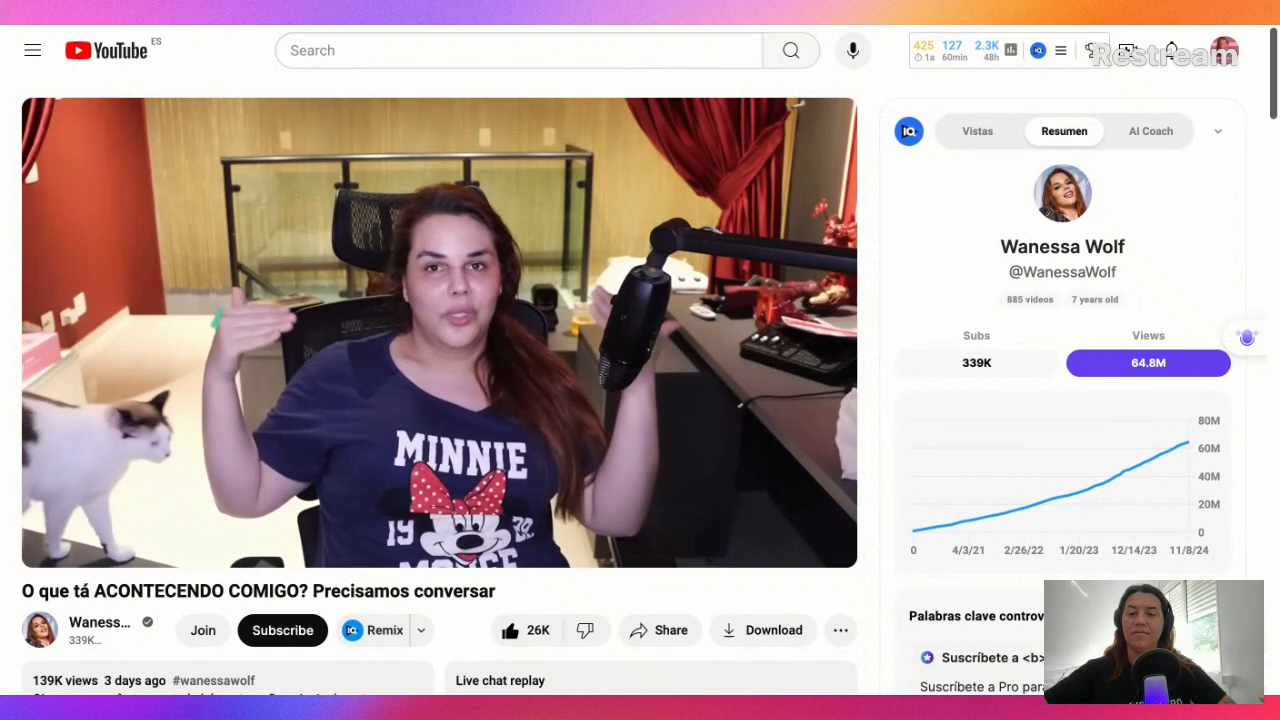 YouTube ES
Search
425 127 2.3K
1a 60min 48h
Restream
MINNIE
MOUSE
O que tá ACONTECENDO COMIGO? Precisamos conversar
Waness...
339K...
Join
Subscribe
Remix
26K
Share
Download
139K views 3 days ago #wanessawolf
Live chat replay
Vistas
Resumen
AI Coach
Wanessa Wolf
@WanessaWolf
885 videos
7 years old
Subs
Views
339K
64.8M
80M
60M
40M
20M
0
0 4/3/21 2/26/22 1/20/23 12/14/23 11/8/24
Palabras clave controv
Suscríbete a <b>
Suscríbete a Pro para